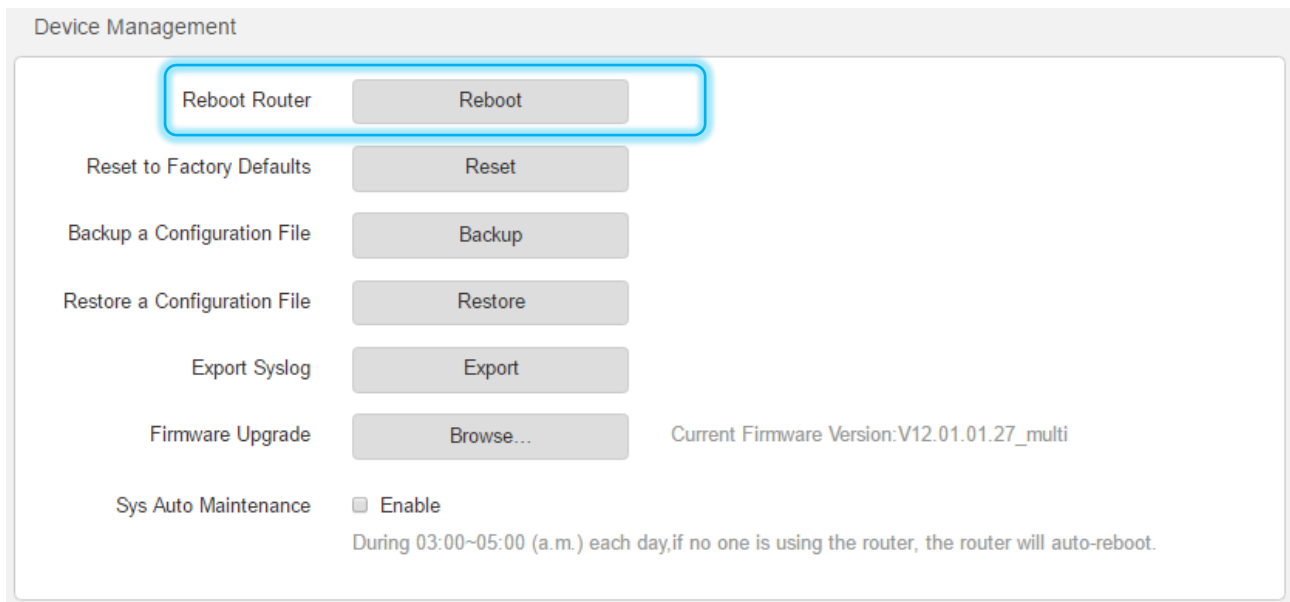 Device Management
Reboot Router Reboot
Reset to Factory Defaults Reset
Backup a Configuration File Backup
Restore a Configuration File Restore
Export Syslog Export
Firmware Upgrade Browse... Current Firmware Version:V12.01.01.27_multi
Sys Auto Maintenance Enable
During 03:00~05:00 (a.m.) each day,if no one is using the router, the router will auto-reboot.